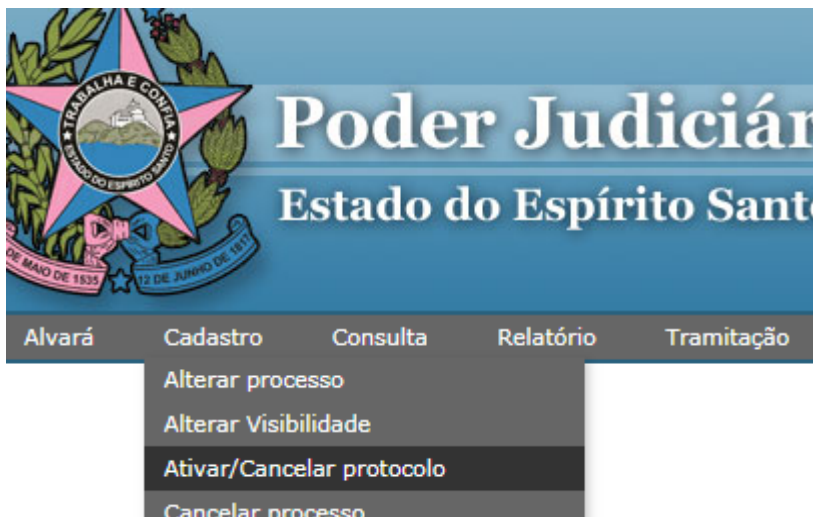 TRABALHA E CONFIA
ESTADO DO ESPÍRITO SANTO
DE MAIO DE 1535
12 DE JUNHO DE 1817
Poder Judiciár
Estado do Espírito Sant
Alvará Cadastro Consulta Relatório Tramitação
Alterar processo
Alterar Visibilidade
Ativar/Cancelar protocolo
Cancelar processo